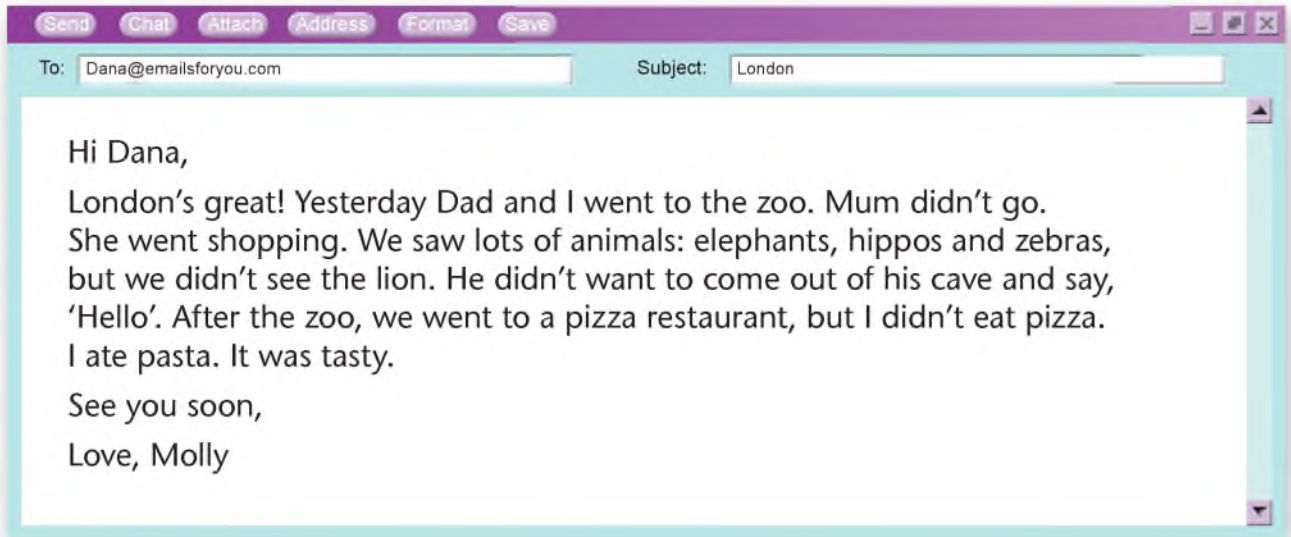 Send Chat Attach Address Format Save
To: Dana@emailsforyou.com Subject: London
Hi Dana,
London’s great! Yesterday Dad and I went to the zoo. Mum didn’t go.
She went shopping. We saw lots of animals: elephants, hippos and zebras,
but we didn’t see the lion. He didn’t want to come out of his cave and say,
‘Hello’. After the zoo, we went to a pizza restaurant, but I didn’t eat pizza.
I ate pasta. It was tasty.
See you soon,
Love, Molly